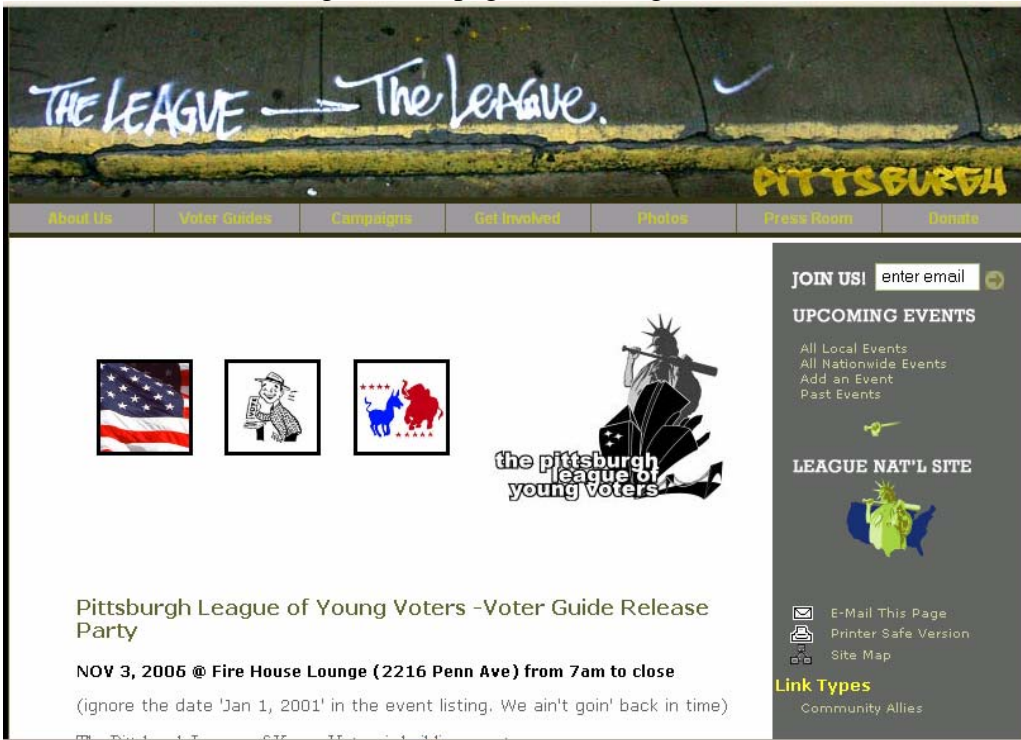 THE LEAGUE — The LEAGUE.
PITTSBURGH
About Us Voter Guides Campaigns Get Involved Photos Press Room Donate
JOIN US! enter email
UPCOMING EVENTS
All Local Events
All Nationwide Events
Add an Event
Past Events
the pittsburgh
league of
young voters
LEAGUE NAT'L SITE
Pittsburgh League of Young Voters -Voter Guide Release
Party
NOV 3, 2006 @ Fire House Lounge (2216 Penn Ave) from 7am to close
(ignore the date 'Jan 1, 2001' in the event listing. We ain't goin' back in time)
E-Mail This Page
Printer Safe Version
Site Map
Link Types
Community Allies